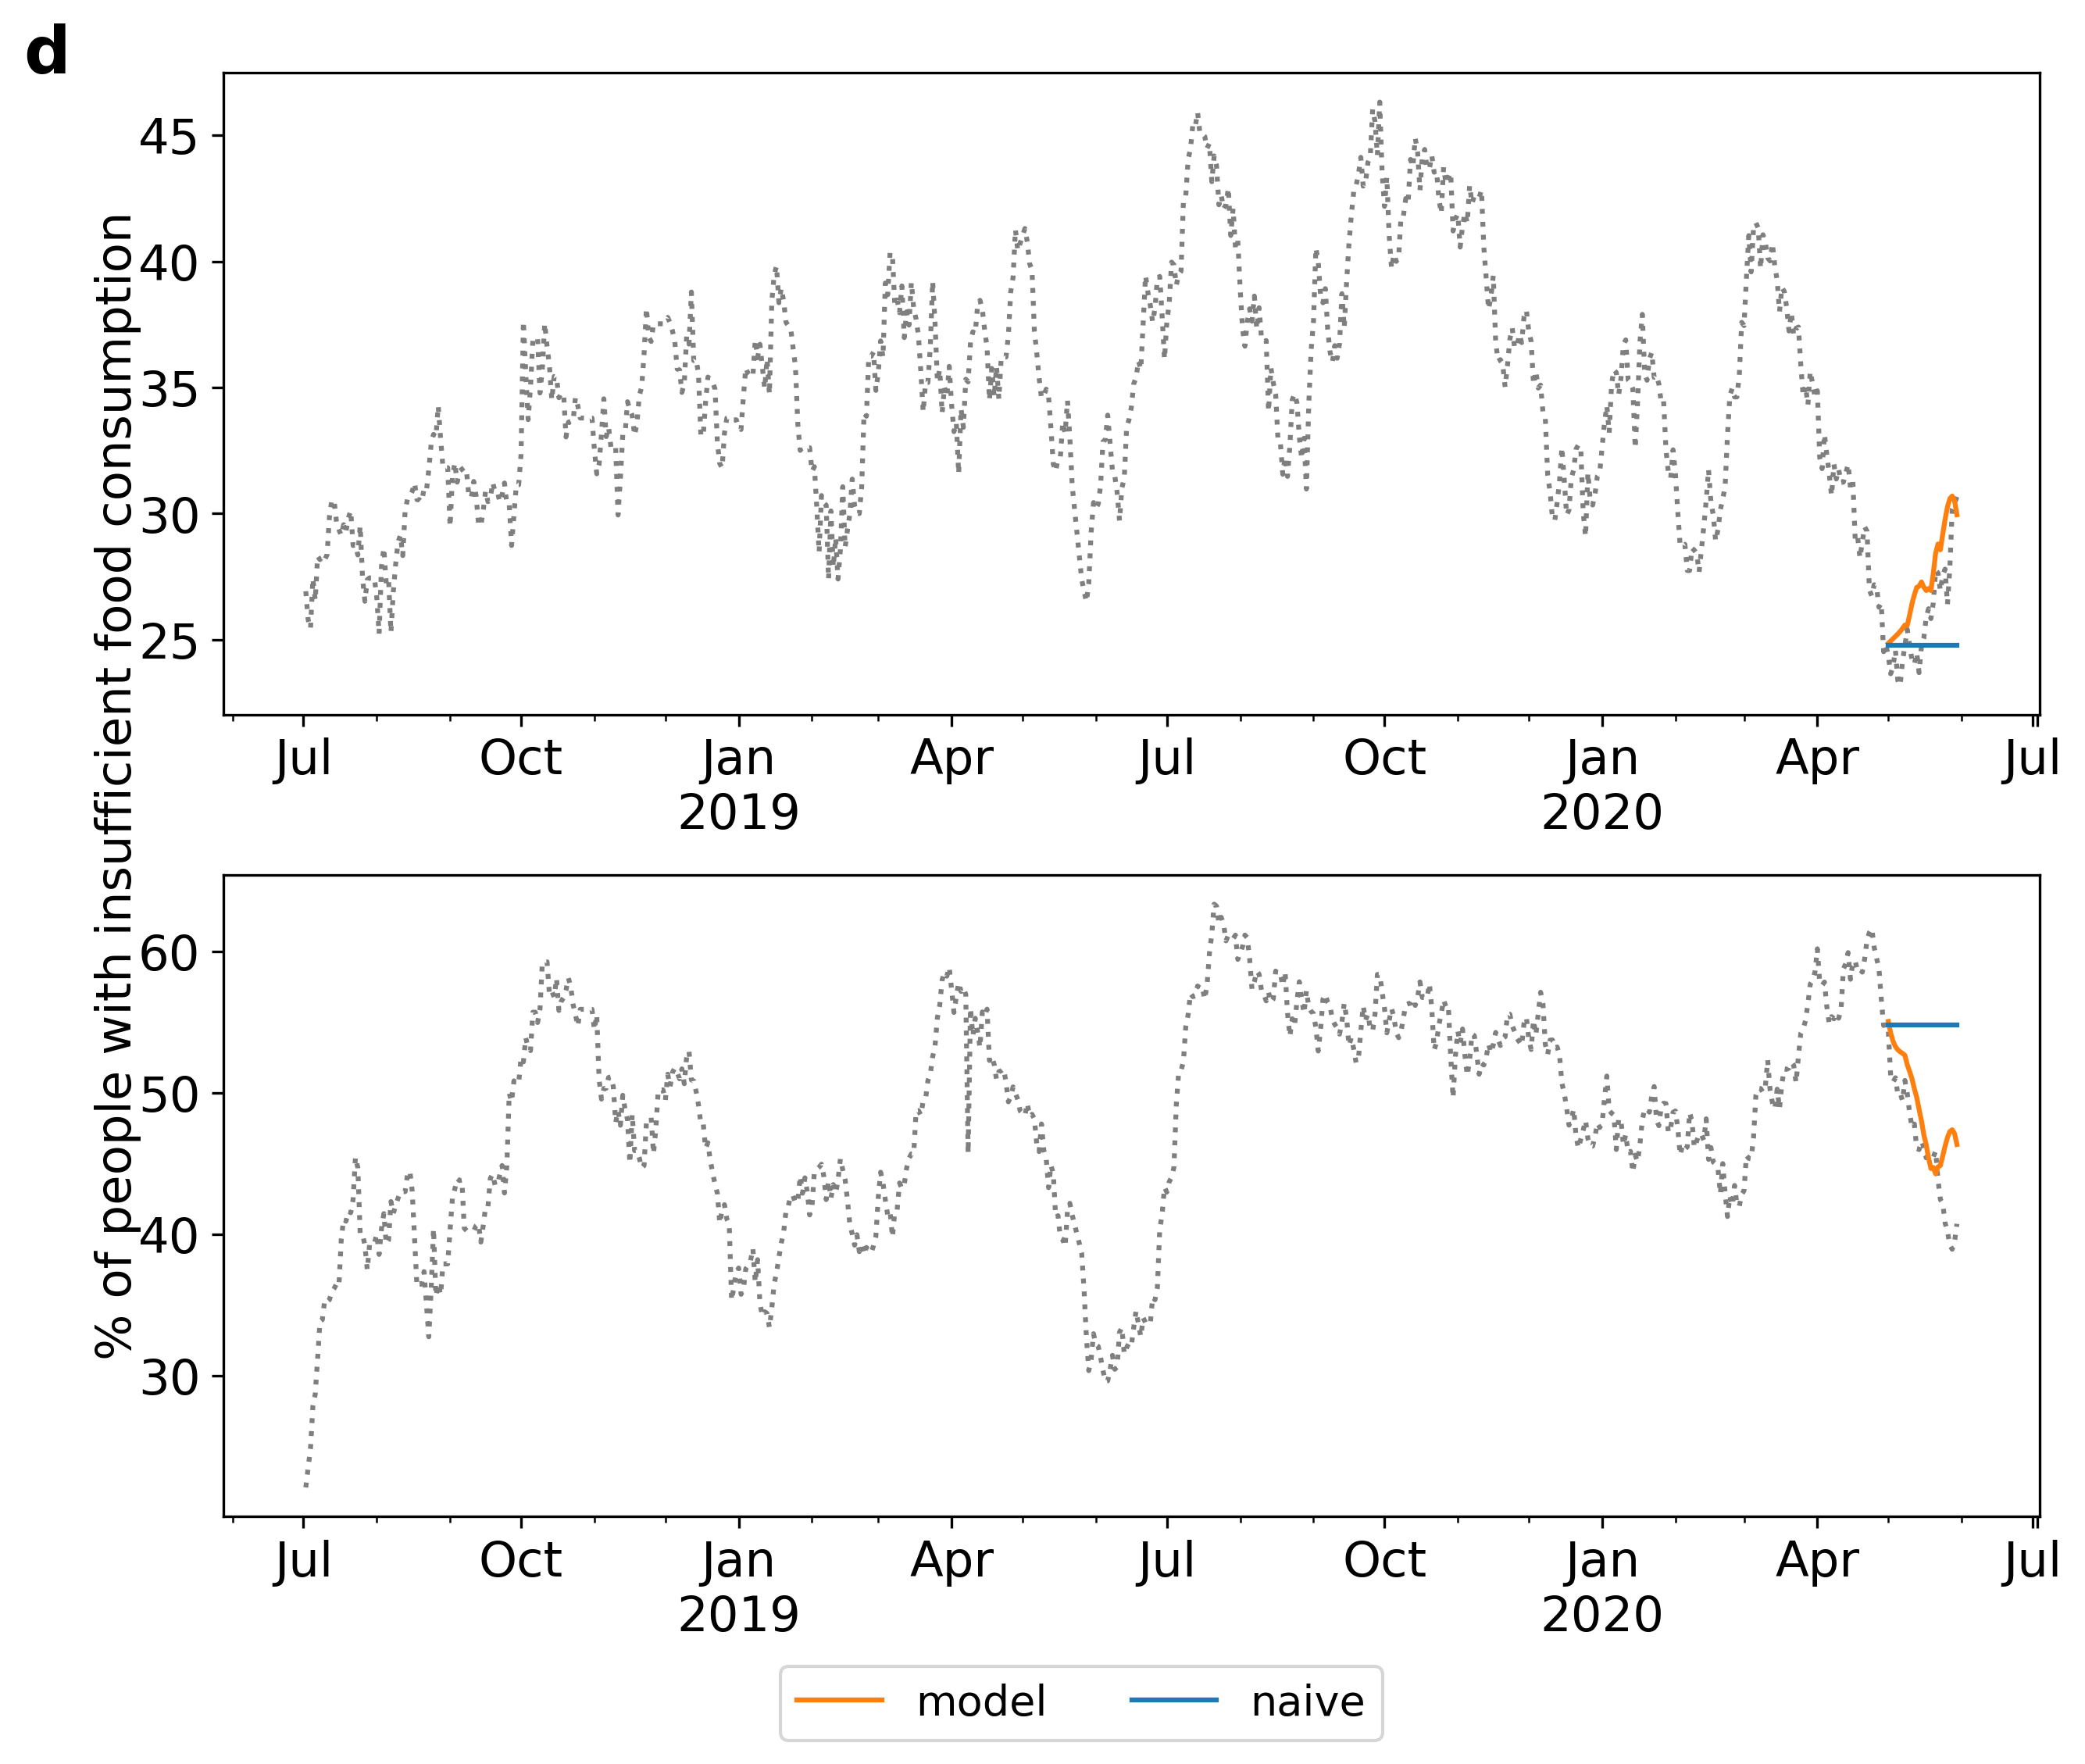 d
% of people with insufficient food consumption
45
40
35
30
25
Jul Oct Jan Apr Jul Oct Jan Apr Jul
2019 2020
60
50
40
30
Jul Oct Jan Apr Jul Oct Jan Apr Jul
2019 2020
model naive